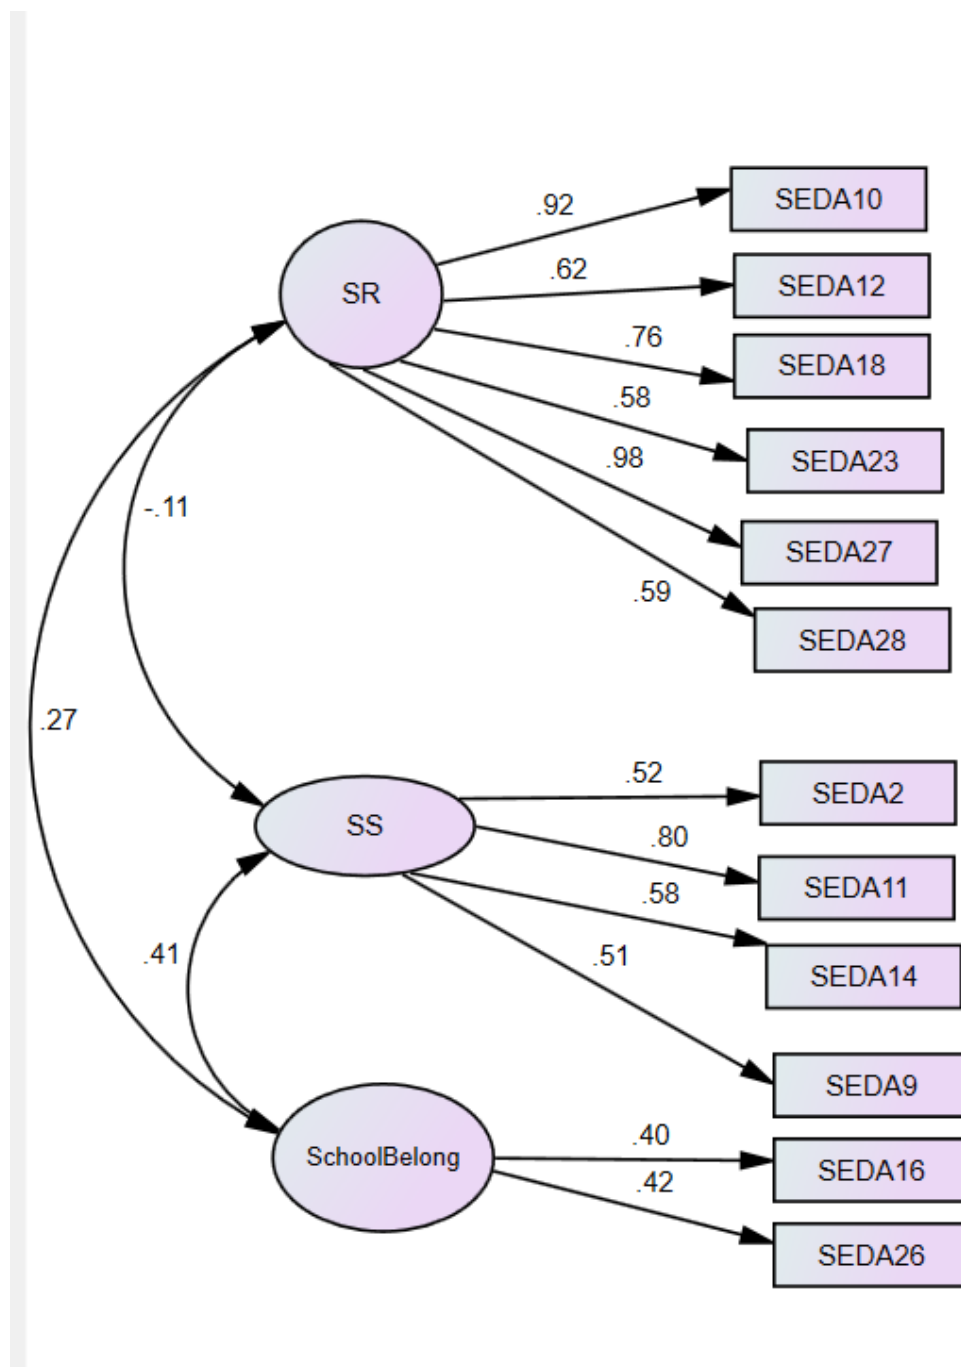 .92
SEDA10
.62
SEDA12
SR
.76
SEDA18
.58
SEDA23
.98
-.11
SEDA27
.59
SEDA28
.27
.52
SEDA2
SS
.80
SEDA11
.58
SEDA14
.41
.51
SEDA9
.40
SchoolBelong
SEDA16
.42
SEDA26